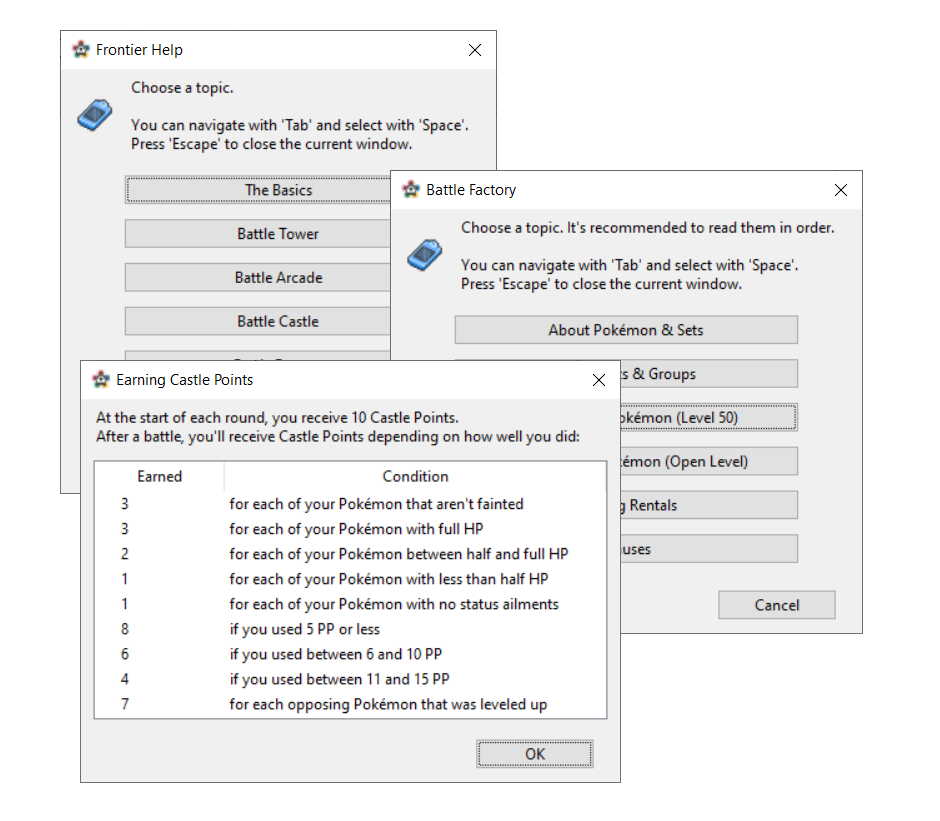 Frontier Help
Choose a topic.
You can navigate with 'Tab' and select with 'Space'.
Press 'Escape' to close the current window.
The Basics
Battle Tower
Battle Arcade
Battle Castle
Battle Factory
Choose a topic. It's recommended to read them in order.
You can navigate with 'Tab' and select with 'Space'.
Press 'Escape' to close the current window.
About Pokémon & Sets
& Groups
(Level 50)
(Open Level)
Rentals
Cancel
Earning Castle Points
At the start of each round, you receive 10 Castle Points.
After a battle, you'll receive Castle Points depending on how well you did:
Earned Condition
3 for each of your Pokémon that aren't fainted
3 for each of your Pokémon with full HP
2 for each of your Pokémon between half and full HP
1 for each of your Pokémon with less than half HP
1 for each of your Pokémon with no status ailments
8 if you used 5 PP or less
6 if you used between 6 and 10 PP
4 if you used between 11 and 15 PP
7 for each opposing Pokémon that was leveled up
OK